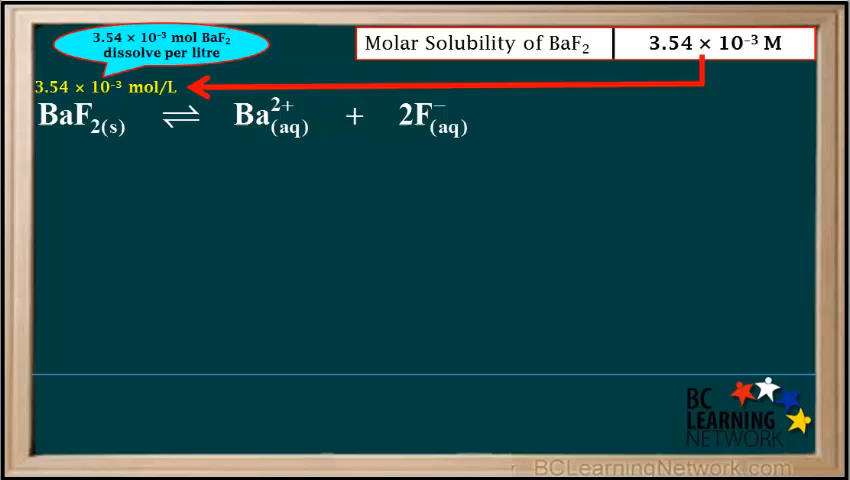 3.54 × 10⁻³ mol BaF₂
dissolve per litre
Molar Solubility of BaF₂ 3.54 × 10⁻³ M
3.54 × 10⁻³ mol/L
BaF₂₍ₛ₎ ⇌ Ba²⁺(aq) + 2F⁻(aq)
BC
LEARNING
NETWORK
BCLearningNetwork.com